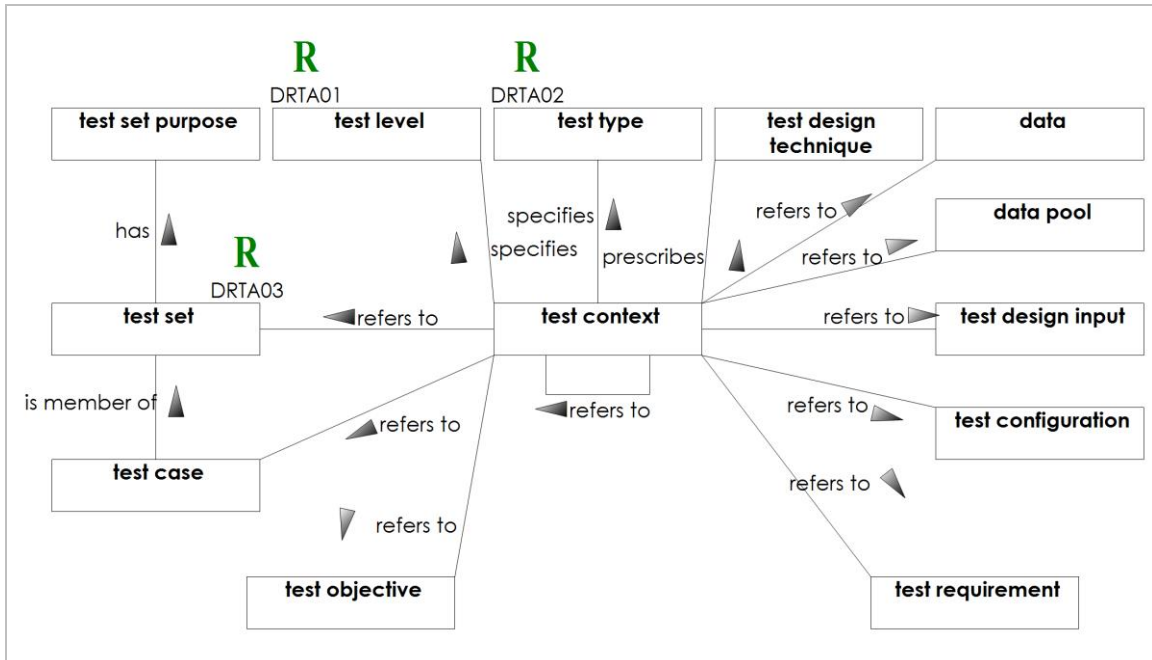 R
R
DRTA01
DRTA02
test set purpose
test level
test type
test design
technique
data
refers to
specifies
data pool
has
specifies
prescribes
refers to
R
DRTA03
test set
refers to
test context
refers to
test design input
is member of
refers to
refers to
test configuration
refers to
test case
refers to
refers to
test objective
test requirement